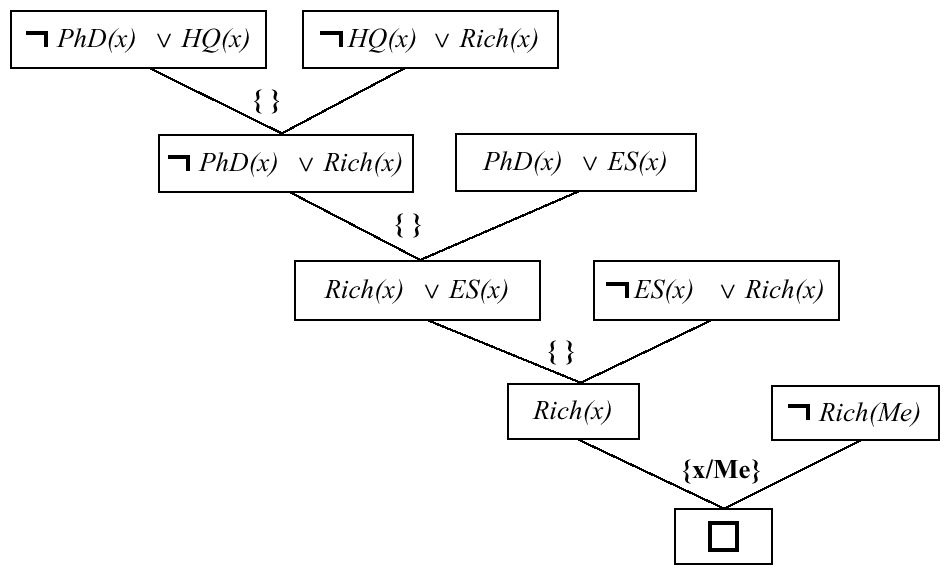 ¬ PhD(x) ∨ HQ(x)
¬ HQ(x) ∨ Rich(x)
{ }
¬ PhD(x) ∨ Rich(x)
PhD(x) ∨ ES(x)
{ }
Rich(x) ∨ ES(x)
¬ ES(x) ∨ Rich(x)
{ }
Rich(x)
¬ Rich(Me)
{x/Me}
□